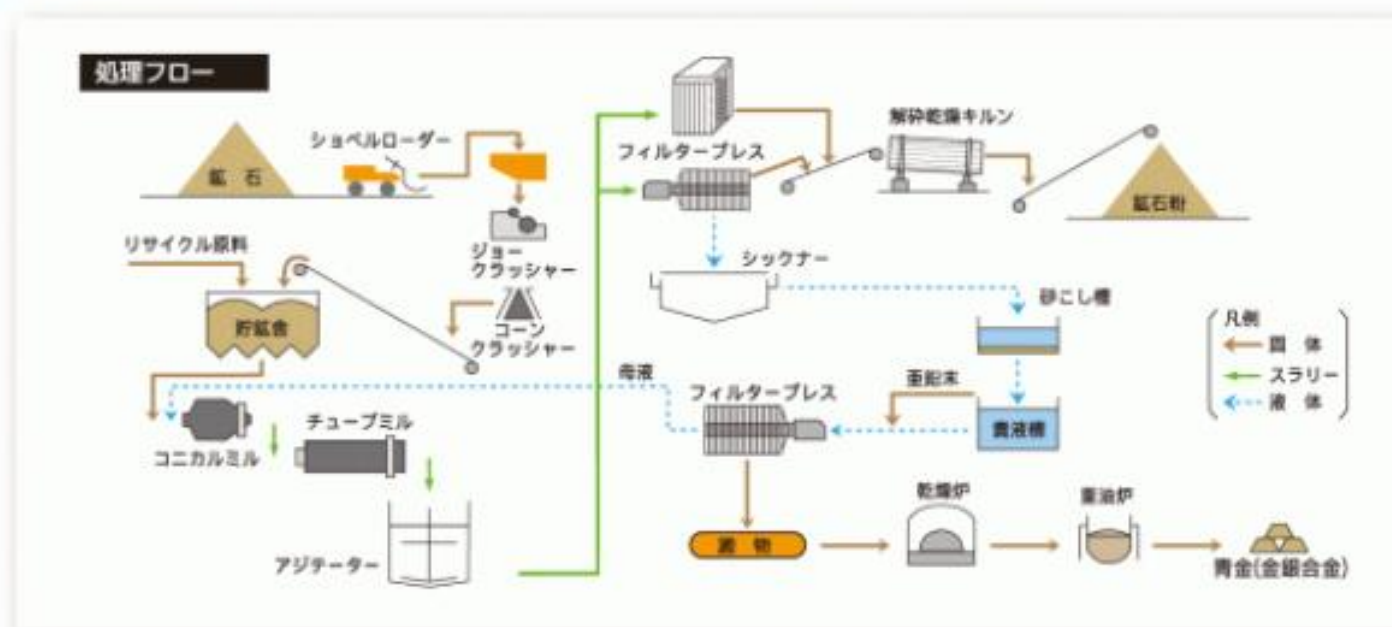 処理フロー
鉱石
ショベルローダー
ジョー
クラッシャー
コーン
クラッシャー
リサイクル原料
貯鉱舎
コニカルミル
チューブミル
アジテーター
フィルタープレス
解砕乾燥キルン
鉱石粉
シックナー
砂こし槽
貴液槽
亜鉛末
フィルタープレス
母液
澱物
乾燥炉
重油炉
青金(金銀合金)
凡例
固体
スラリー
液体